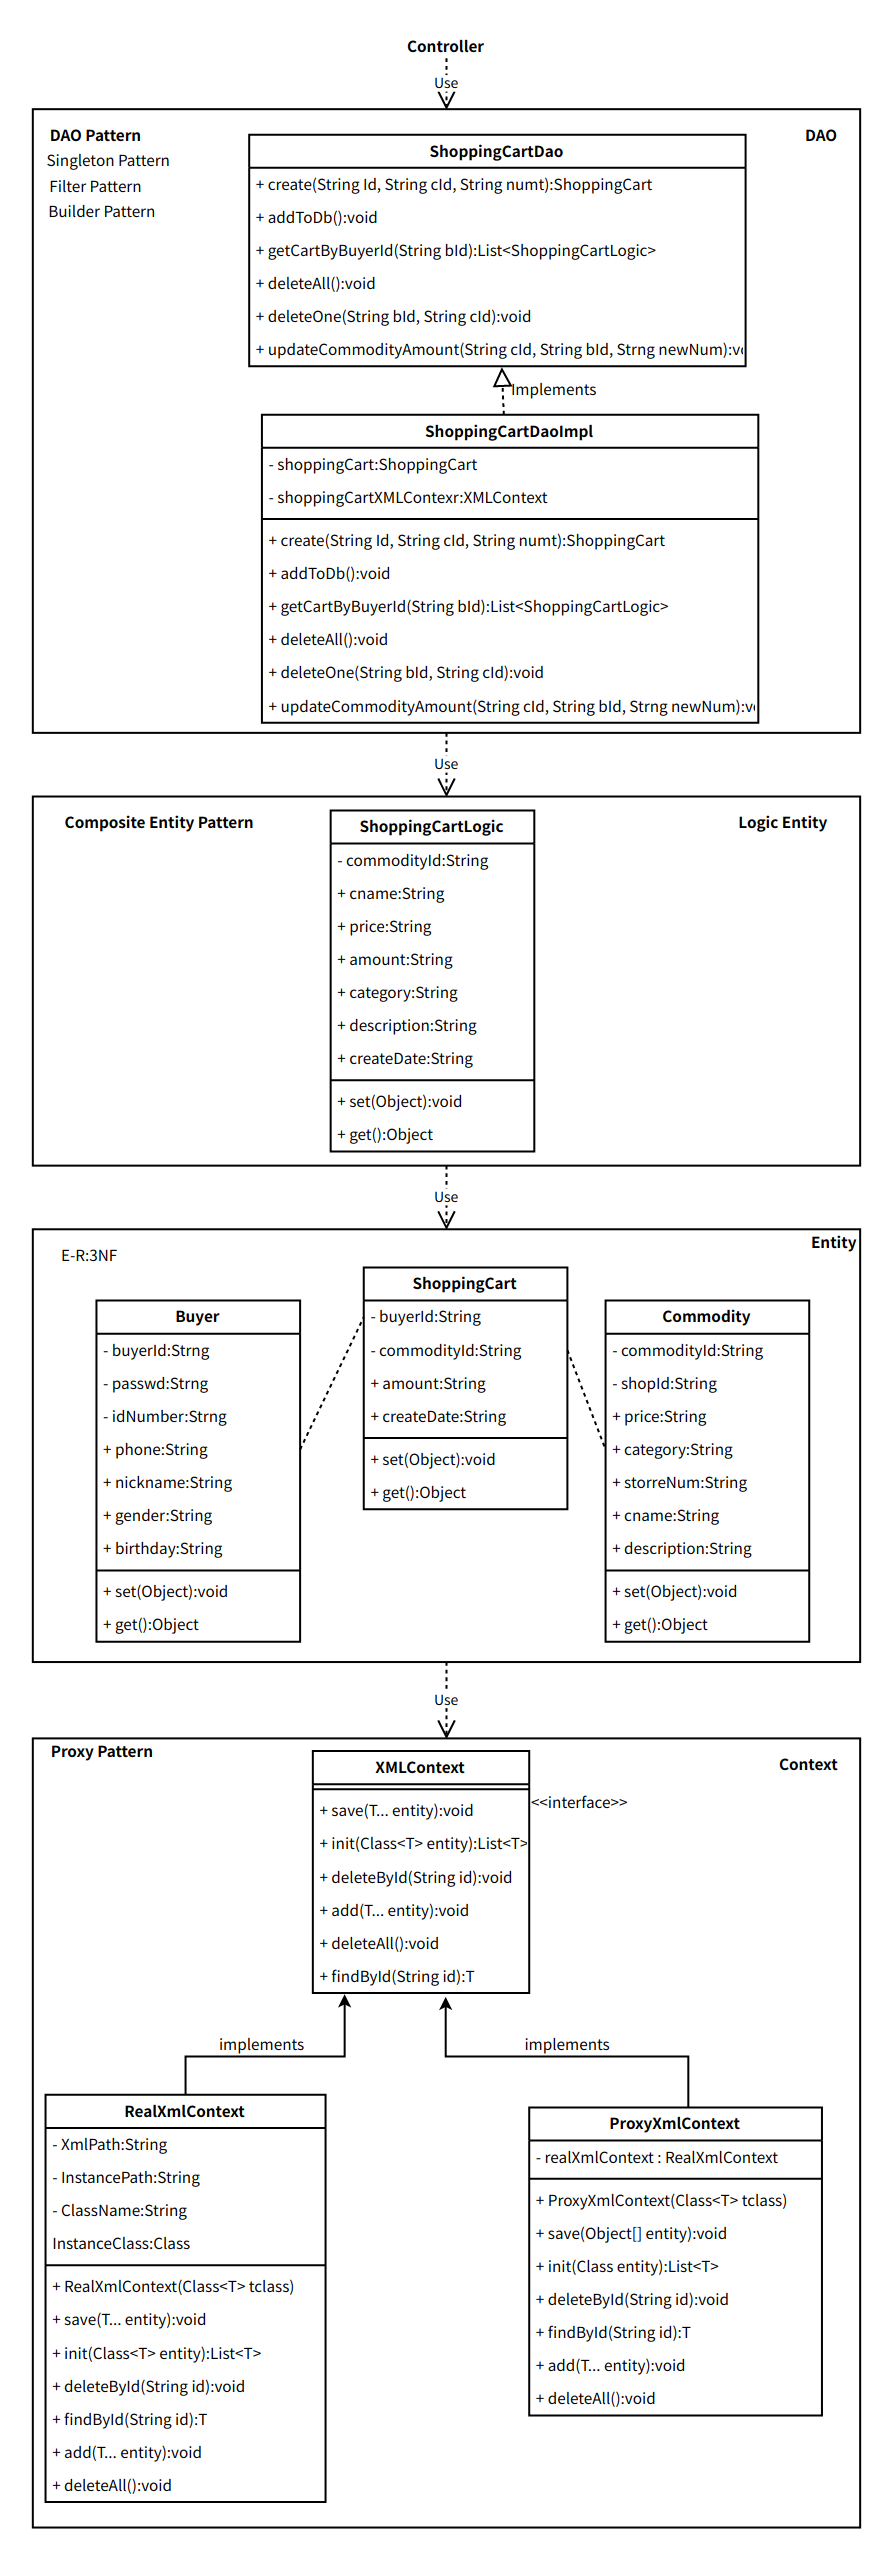 Controller
Use
DAO Pattern
Singleton Pattern
Filter Pattern
Builder Pattern
DAO
ShoppingCartDao
+ create(String Id, String cId, String numt):ShoppingCart
+ addToDb():void
+ getCartByBuyerId(String bId):List<ShoppingCartLogic>
+ deleteAll():void
+ deleteOne(String bId, String cId):void
+ updateCommodityAmount(String cId, String bId, Strng newNum):v
Implements
ShoppingCartDaoImpl
- shoppingCart:ShoppingCart
- shoppingCartXMLContexr:XMLContext
+ create(String Id, String cId, String numt):ShoppingCart
+ addToDb():void
+ getCartByBuyerId(String bId):List<ShoppingCartLogic>
+ deleteAll():void
+ deleteOne(String bId, String cId):void
+ updateCommodityAmount(String cId, String bId, Strng newNum):v
Use
Composite Entity Pattern
Logic Entity
ShoppingCartLogic
- commodityId:String
+ cname:String
+ price:String
+ amount:String
+ category:String
+ description:String
+ createDate:String
+ set(Object):void
+ get():Object
Use
Entity
E-R:3NF
Buyer
- buyerId:Strng
- passwd:Strng
- idNumber:Strng
+ phone:String
+ nickname:String
+ gender:String
+ birthday:String
+ set(Object):void
+ get():Object
ShoppingCart
- buyerId:String
- commodityId:String
+ amount:String
+ createDate:String
+ set(Object):void
+ get():Object
Commodity
- commodityId:String
- shopId:String
+ price:String
+ category:String
+ storreNum:String
+ cname:String
+ description:String
+ set(Object):void
+ get():Object
Use
Proxy Pattern
Context
XMLContext
<<interface>>
+ save(T... entity):void
+ init(Class<T> entity):List<T>
+ deleteById(String id):void
+ add(T... entity):void
+ deleteAll():void
+ findById(String id):T
implements
implements
RealXmlContext
- XmlPath:String
- InstancePath:String
- ClassName:String
InstanceClass:Class
+ RealXmlContext(Class<T> tclass)
+ save(T... entity):void
+ init(Class<T> entity):List<T>
+ deleteById(String id):void
+ findById(String id):T
+ add(T... entity):void
+ deleteAll():void
ProxyXmlContext
- realXmlContext : RealXmlContext
+ ProxyXmlContext(Class<T> tclass)
+ save(Object[] entity):void
+ init(Class entity):List<T>
+ deleteById(String id):void
+ findById(String id):T
+ add(T... entity):void
+ deleteAll():void